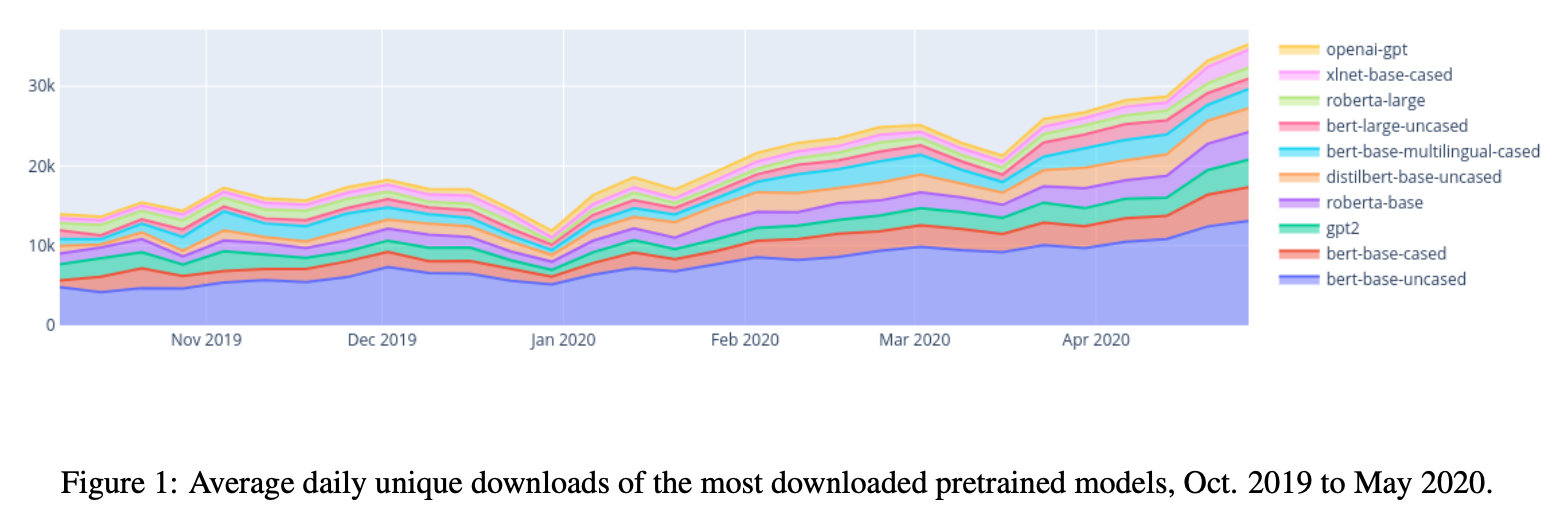 30k
20k
10k
0
Nov 2019 Dec 2019 Jan 2020 Feb 2020 Mar 2020 Apr 2020
openai-gpt
xlnet-base-cased
roberta-large
bert-large-uncased
bert-base-multilingual-cased
distilbert-base-uncased
roberta-base
gpt2
bert-base-cased
bert-base-uncased
Figure 1: Average daily unique downloads of the most downloaded pretrained models, Oct. 2019 to May 2020.